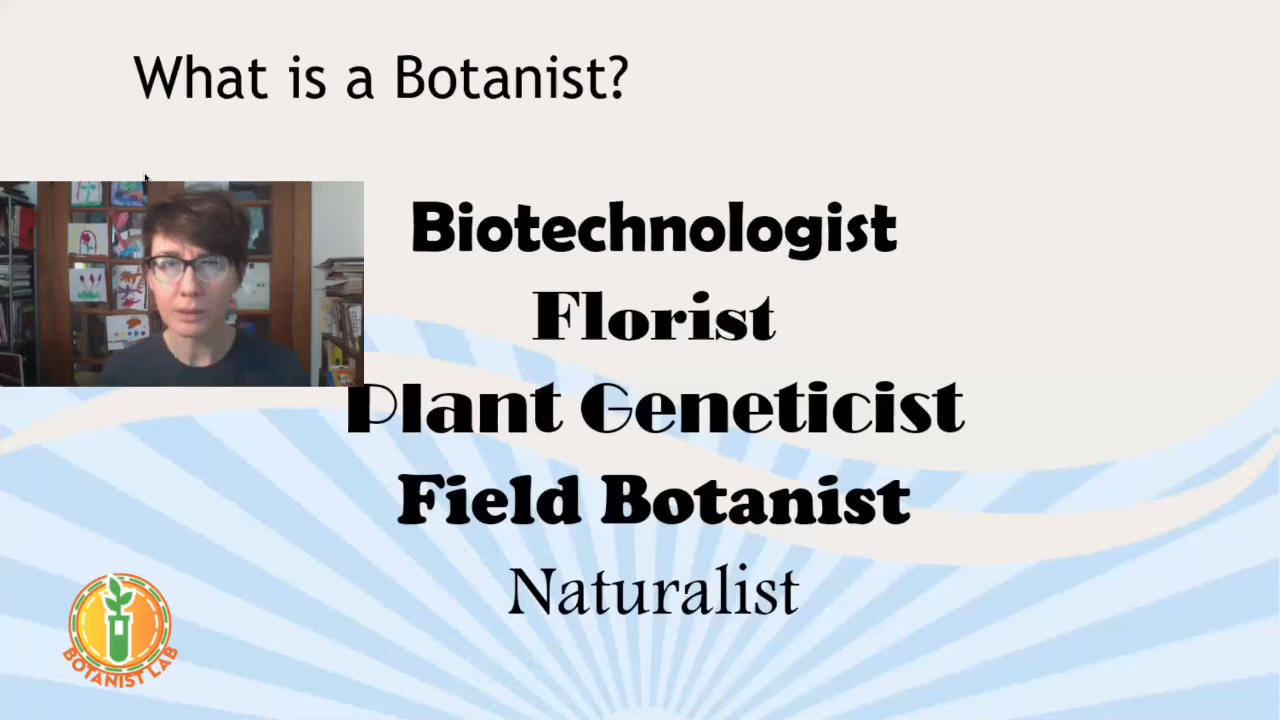 What is a Botanist?
Biotechnologist
Florist
Plant Geneticist
Field Botanist
Naturalist
BOTANIST LAB